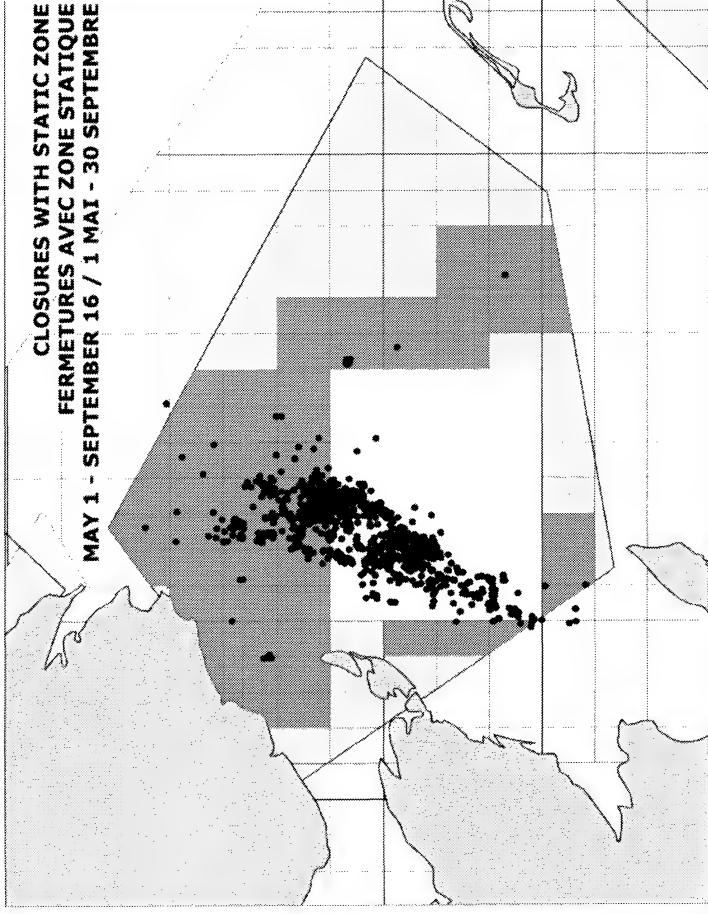 CLOSURES WITH STATIC ZONE
FERMETURES AVEC ZONE STATIQUE
MAY 1 - SEPTEMBER 16 / 1 MAI - 30 SEPTEMBRE